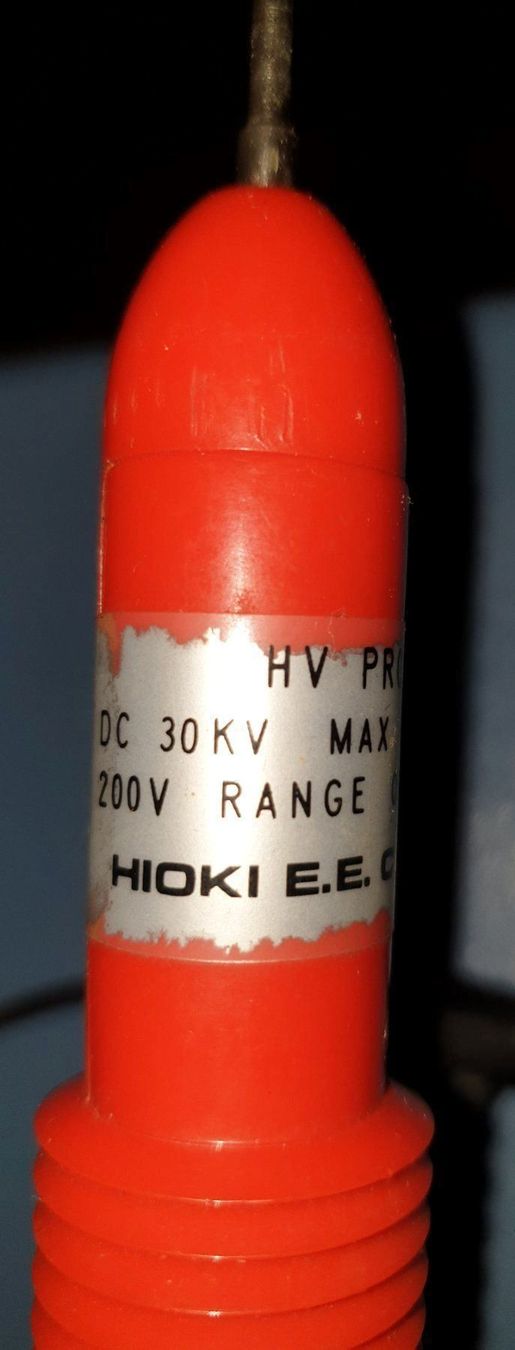 HV PR
DC 30KV MAX
200V RANGE
HIOKI E.E. C